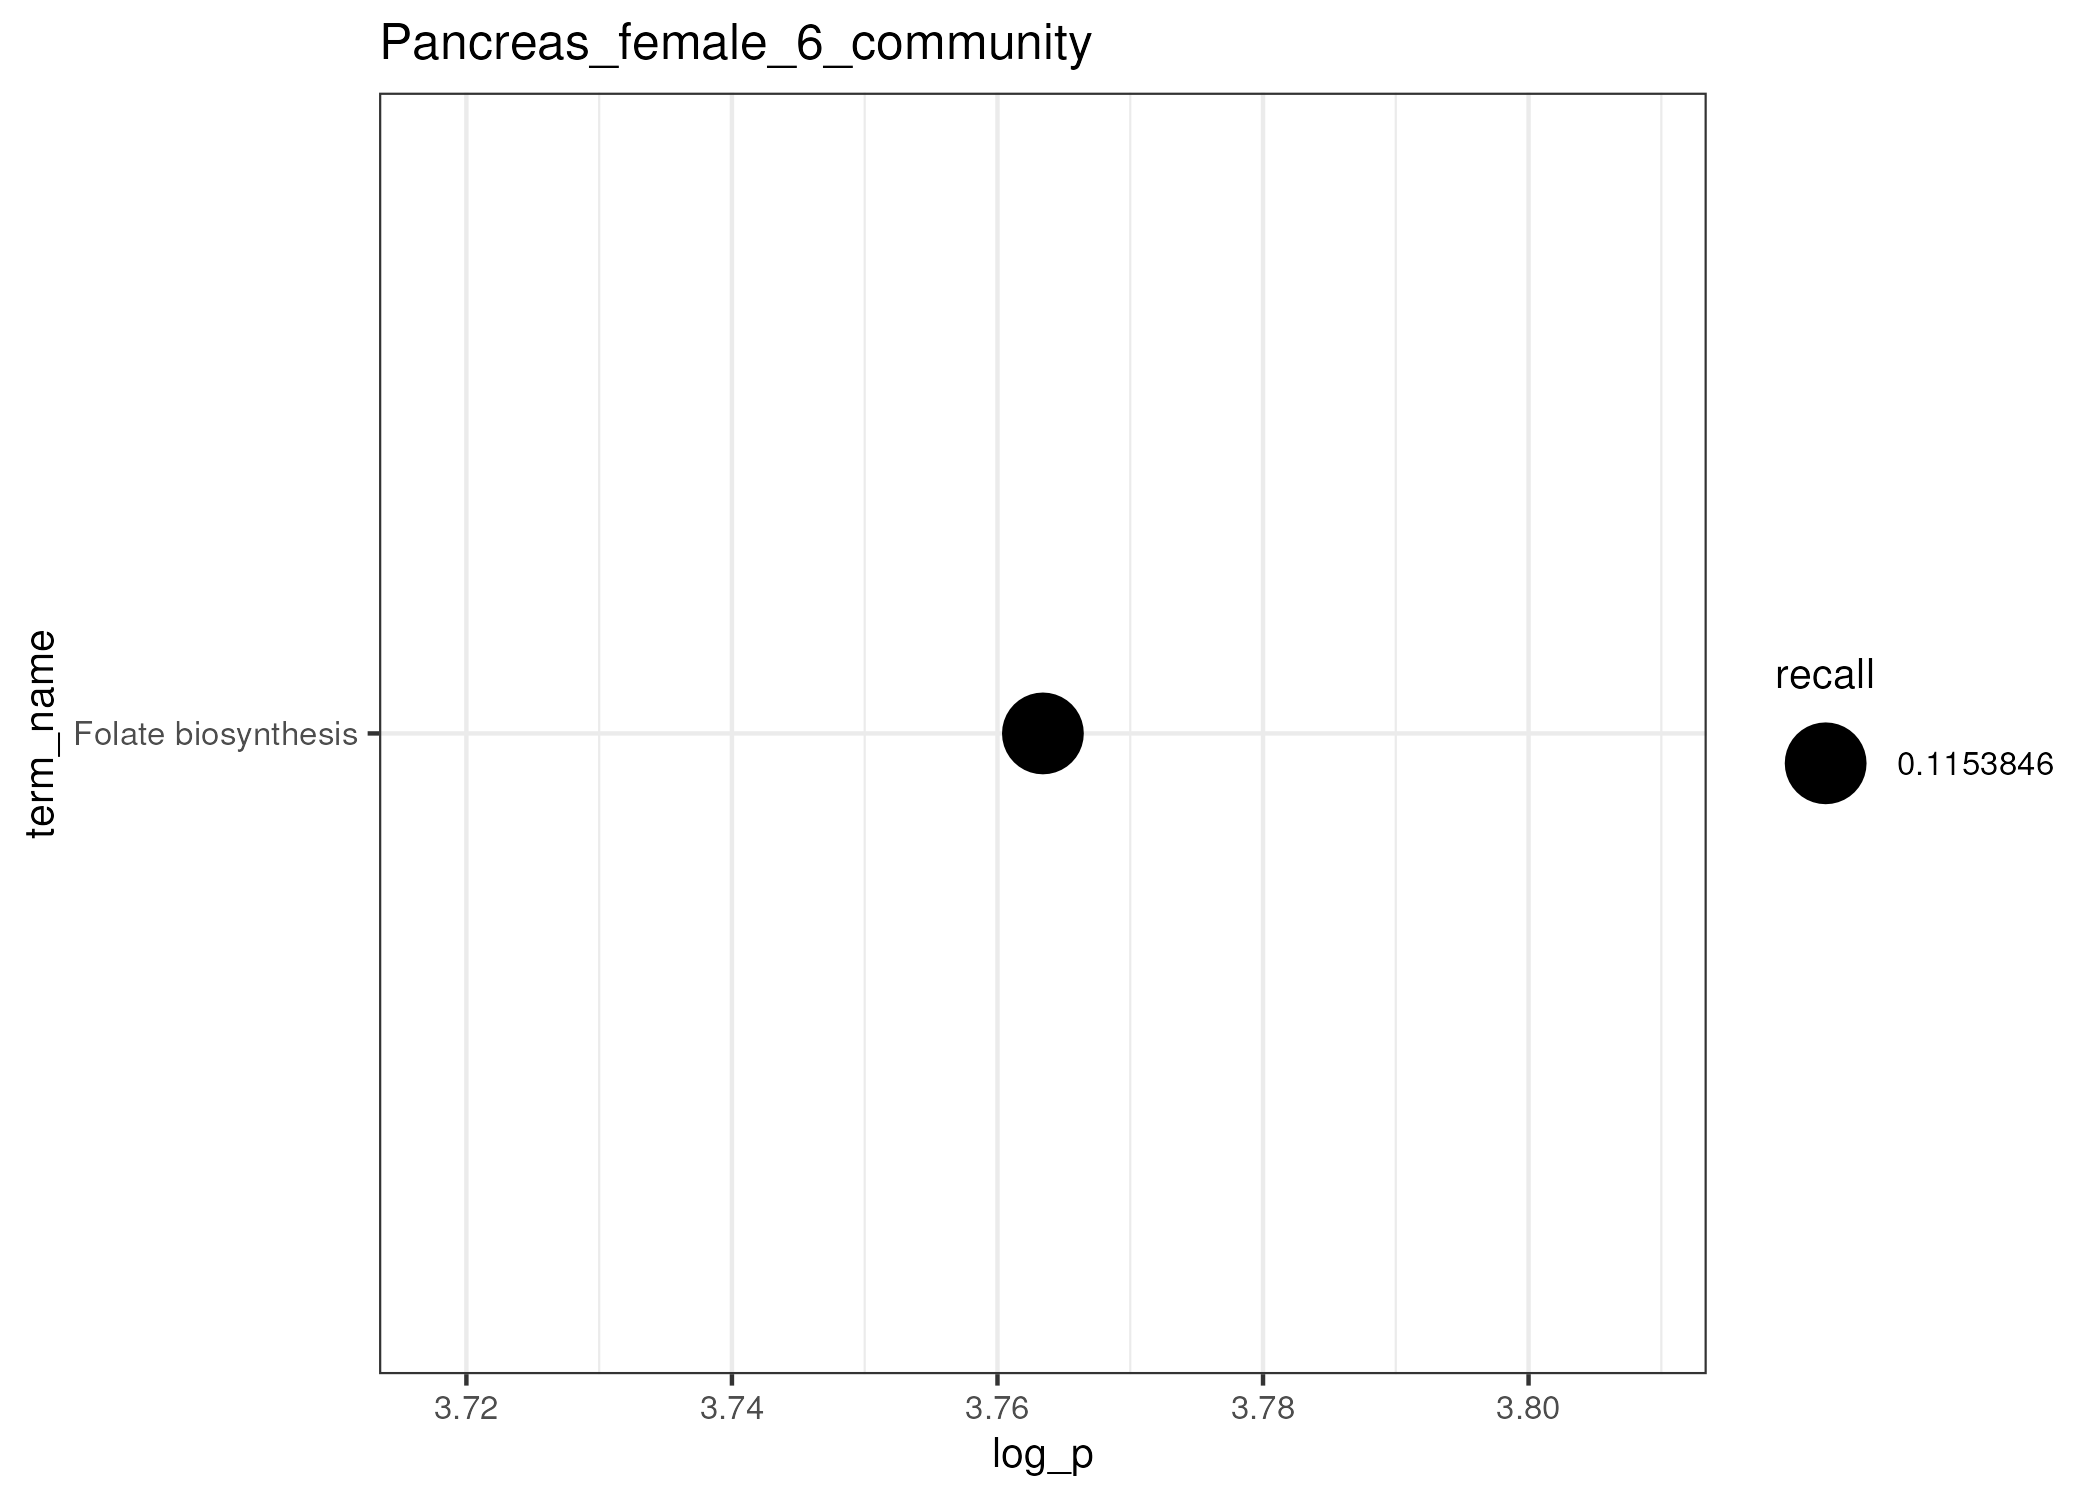 Pancreas_female_6_community
term_name
Folate biosynthesis
recall
0.1153846
3.72 3.74 3.76 3.78 3.80
log_p